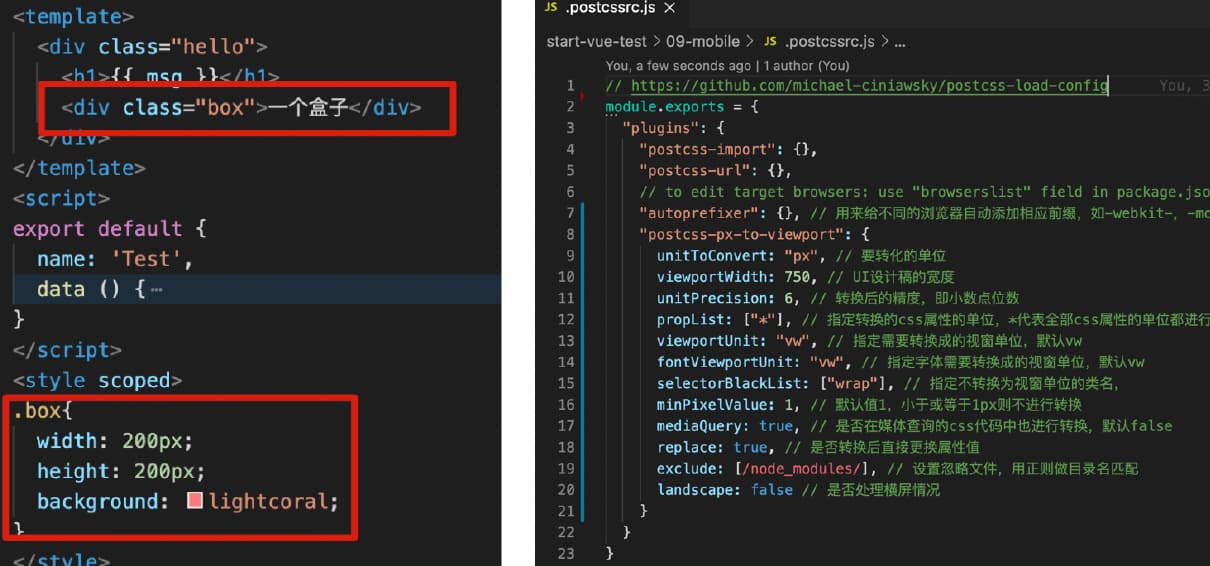 <template>
<div class="hello">
<h1>{{ msg }}</h1>
<div class="box">一个盒子</div>
</div>
</template>
<script>
export default {
name: 'Test',
data () {…
}
</script>
<style scoped>
.box{
width: 200px;
height: 200px;
background: lightcoral;
}
</style>
JS .postcssrc.js ×
start-vue-test > 09-mobile > JS .postcssrc.js > ...
You, a few seconds ago | 1 author (You)
1 // https://github.com/michael-ciniawsky/postcss-load-config You, 3
2 module.exports = {
3 "plugins": {
4 "postcss-import": {},
5 "postcss-url": {},
6 // to edit target browsers: use "browserslist" field in package.jso
7 "autoprefixer": {}, // 用来给不同的浏览器自动添加相应前缀，如-webkit-，-mo
8 "postcss-px-to-viewport": {
9 unitToConvert: "px", // 要转化的单位
10 viewportWidth: 750, // UI设计稿的宽度
11 unitPrecision: 6, // 转换后的精度，即小数点位数
12 propList: ["*"], // 指定转换的css属性的单位，*代表全部css属性的单位都进行
13 viewportUnit: "vw", // 指定需要转换成的视窗单位，默认vw
14 fontViewportUnit: "vw", // 指定字体需要转换成的视窗单位，默认vw
15 selectorBlackList: ["wrap"], // 指定不转换为视窗单位的类名，
16 minPixelValue: 1, // 默认值1，小于或等于1px则不进行转换
17 mediaQuery: true, // 是否在媒体查询的css代码中也进行转换，默认false
18 replace: true, // 是否转换后直接更换属性值
19 exclude: [/node_modules/], // 设置忽略文件，用正则做目录名匹配
20 landscape: false // 是否处理横屏情况
21 }
22 }
23 }